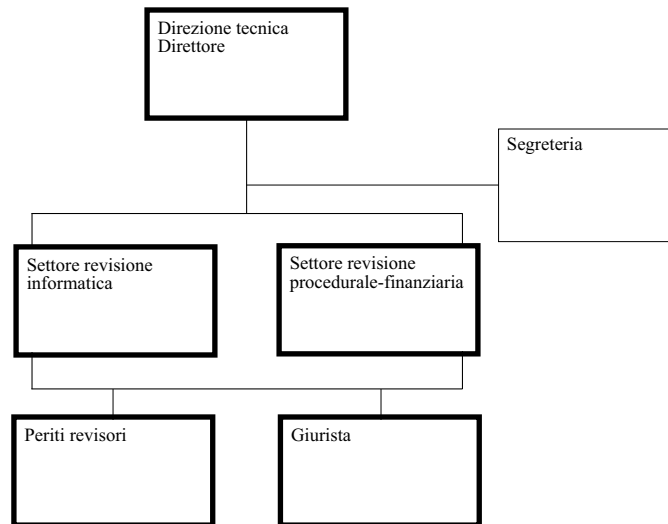 Direzione tecnica
Direttore
Segreteria
Settore revisione
informatica
Settore revisione
procedurale-finanziaria
Periti revisori
Giurista